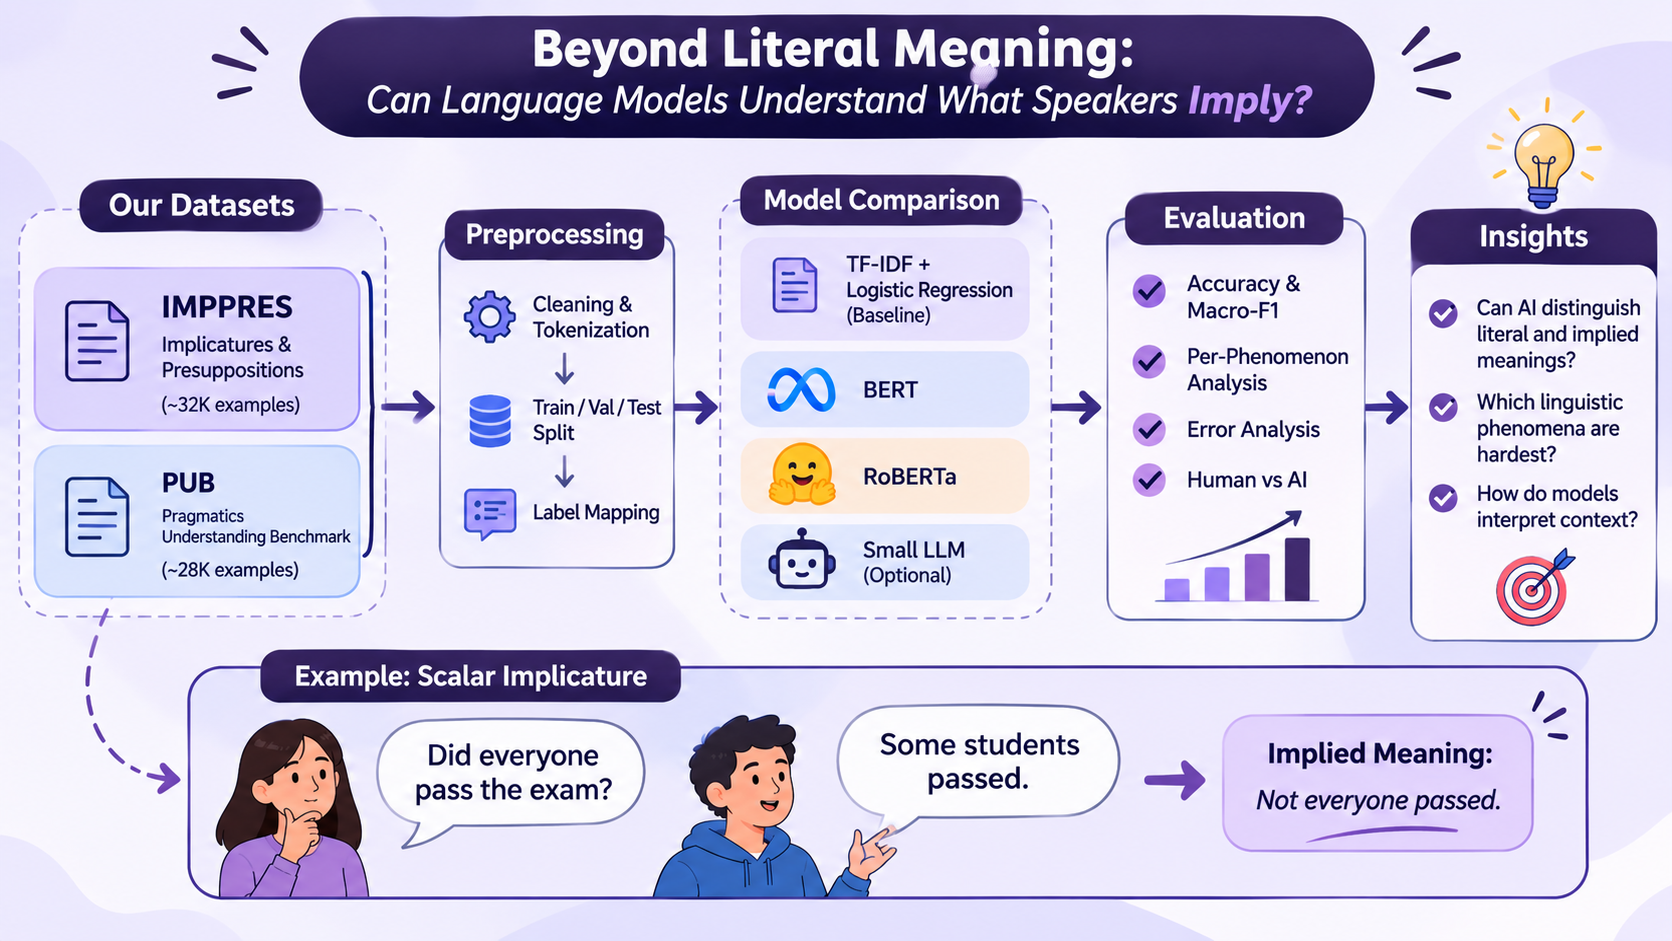 Beyond Literal Meaning:
Can Language Models Understand What Speakers Imply?
Our Datasets
IMPPRES
Implicatures &
Presuppositions
(~32K examples)
PUB
Pragmatics
Understanding Benchmark
(~28K examples)
Preprocessing
Cleaning &
Tokenization
Train / Val / Test
Split
Label Mapping
Model Comparison
TF-IDF +
Logistic Regression
(Baseline)
BERT
RoBERTa
Small LLM
(Optional)
Evaluation
Accuracy &
Macro-F1
Per-Phenomenon
Analysis
Error Analysis
Human vs AI
Insights
Can AI distinguish
literal and implied
meanings?
Which linguistic
phenomena are
hardest?
How do models
interpret context?
Example: Scalar Implicature
Did everyone
pass the exam?
Some students
passed.
Implied Meaning:
Not everyone passed.